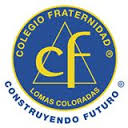 COLEGIO FRATERNIDAD ®
cf
LOMAS COLORADAS
CONSTRUYENDO FUTURO ®